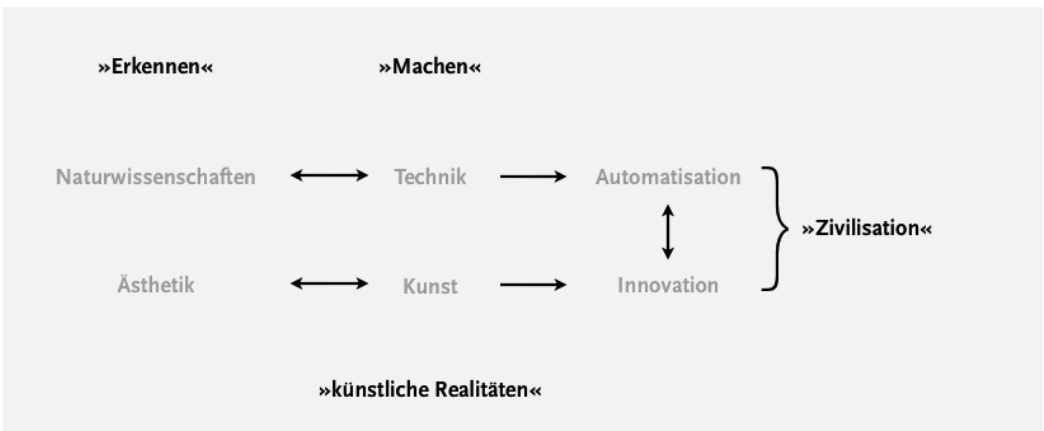 »Erkennen« »Machen«
Naturwissenschaften Technik Automatisation
»Zivilisation«
Ästhetik Kunst Innovation
»künstliche Realitäten«